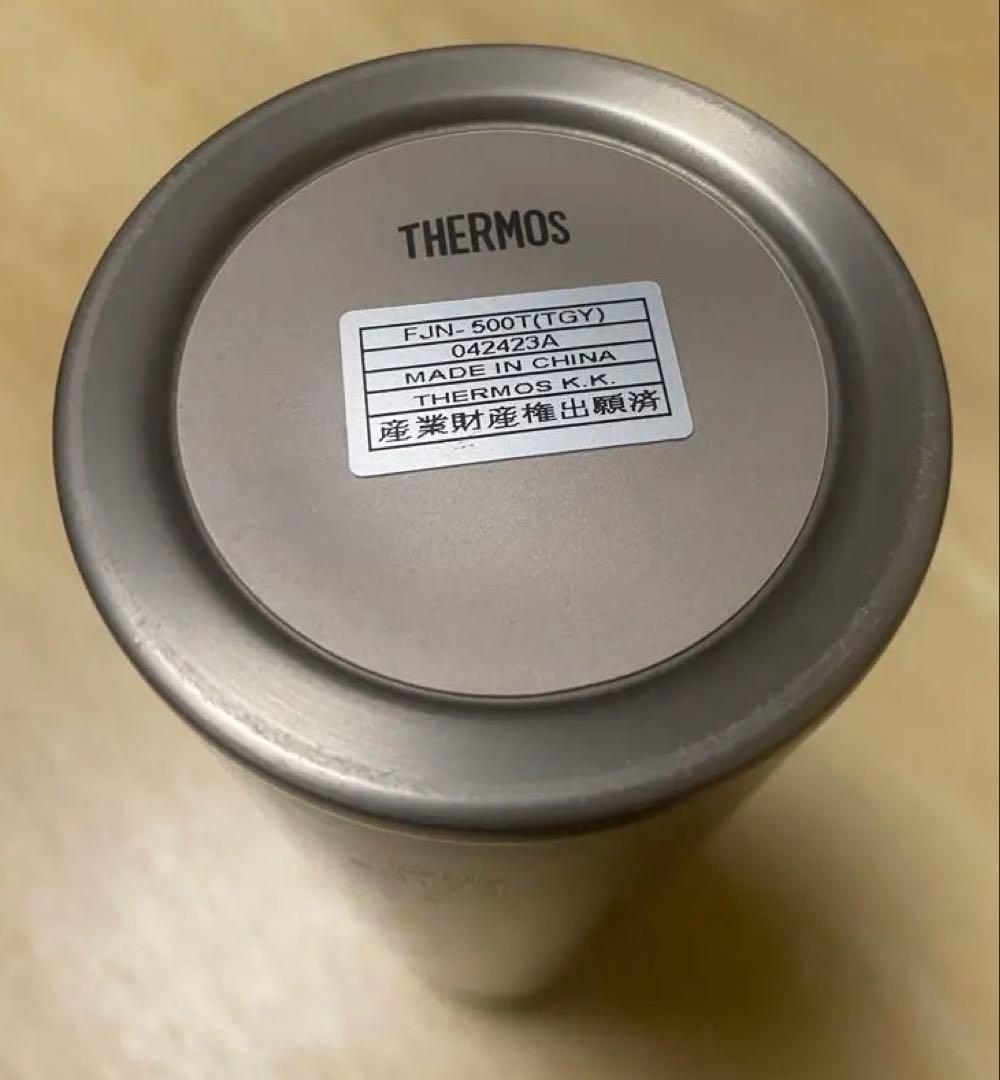 THERMOS
FJN- 500T(TGY)
042423A
MADE IN CHINA
THERMOS K.K.
産業財産権出願済